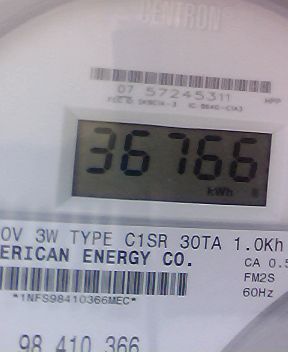 CENTRON
07 57245311
HPP
36766
kWh
0V 3W TYPE C1SR 30TA 1.0Kh
ERICAN ENERGY CO.
CA 0.5
FM2S
*1NFS98410366MEC*
60Hz
98 410 366